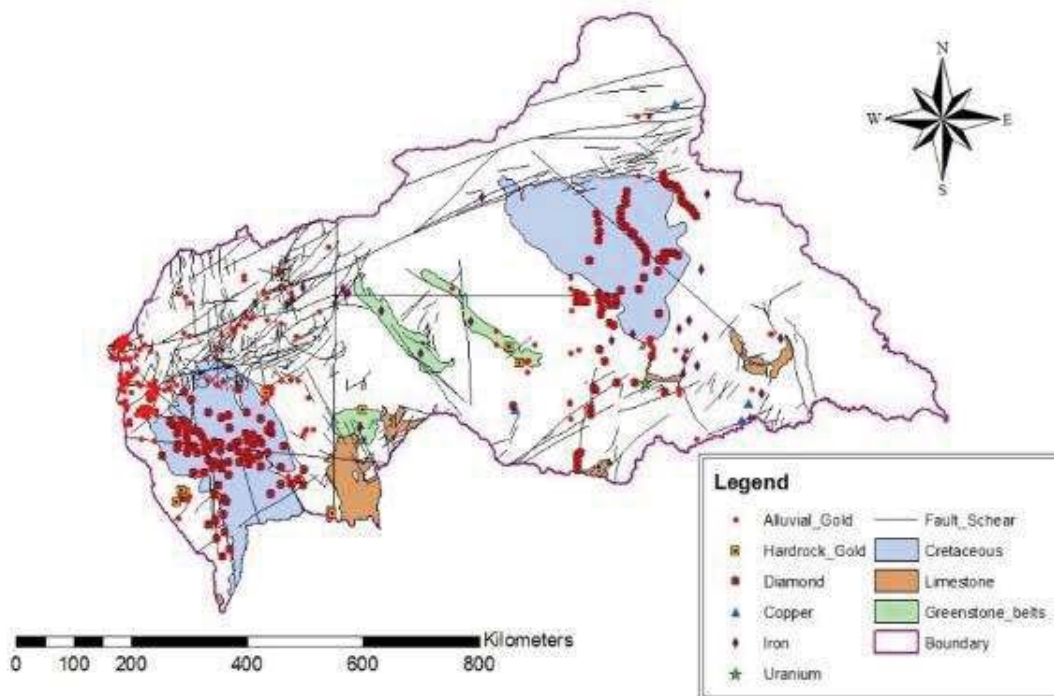 N
W E
S
Legend
Alluvial_Gold Fault_Schear
Hardrock_Gold Cretaceous
Diamond Limestone
Copper Greenstone_belts
Iron Boundary
Uranium
Kilometers
0 100 200 400 600 800